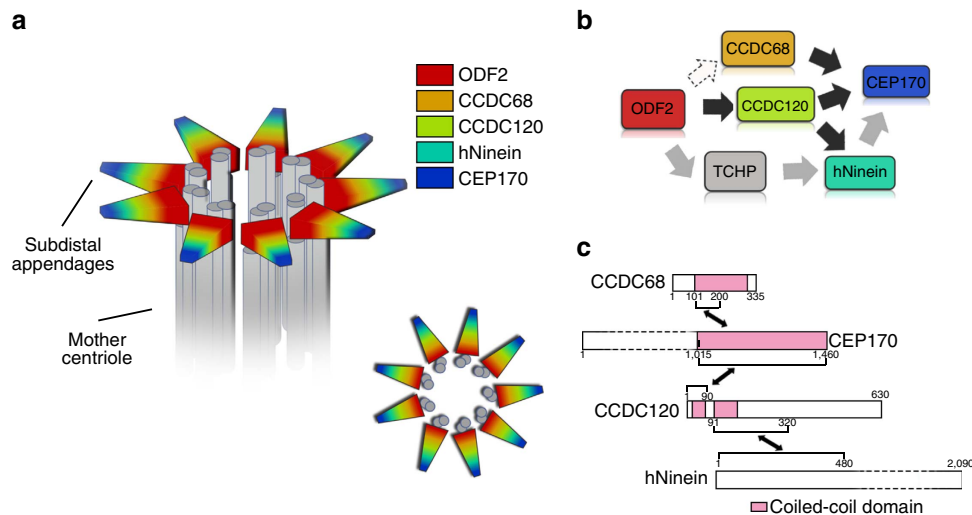 a
ODF2
CCDC68
CCDC120
hNinein
CEP170
Subdistal
appendages
Mother
centriole
b
CCDC68
CEP170
ODF2
CCDC120
TCHP
hNinein
c
CCDC68
1 101 200 335
CEP170
1 1,015 1,460
1 90 630
CCDC120
91 320
1 480 2,090
hNinein
Coiled-coil domain